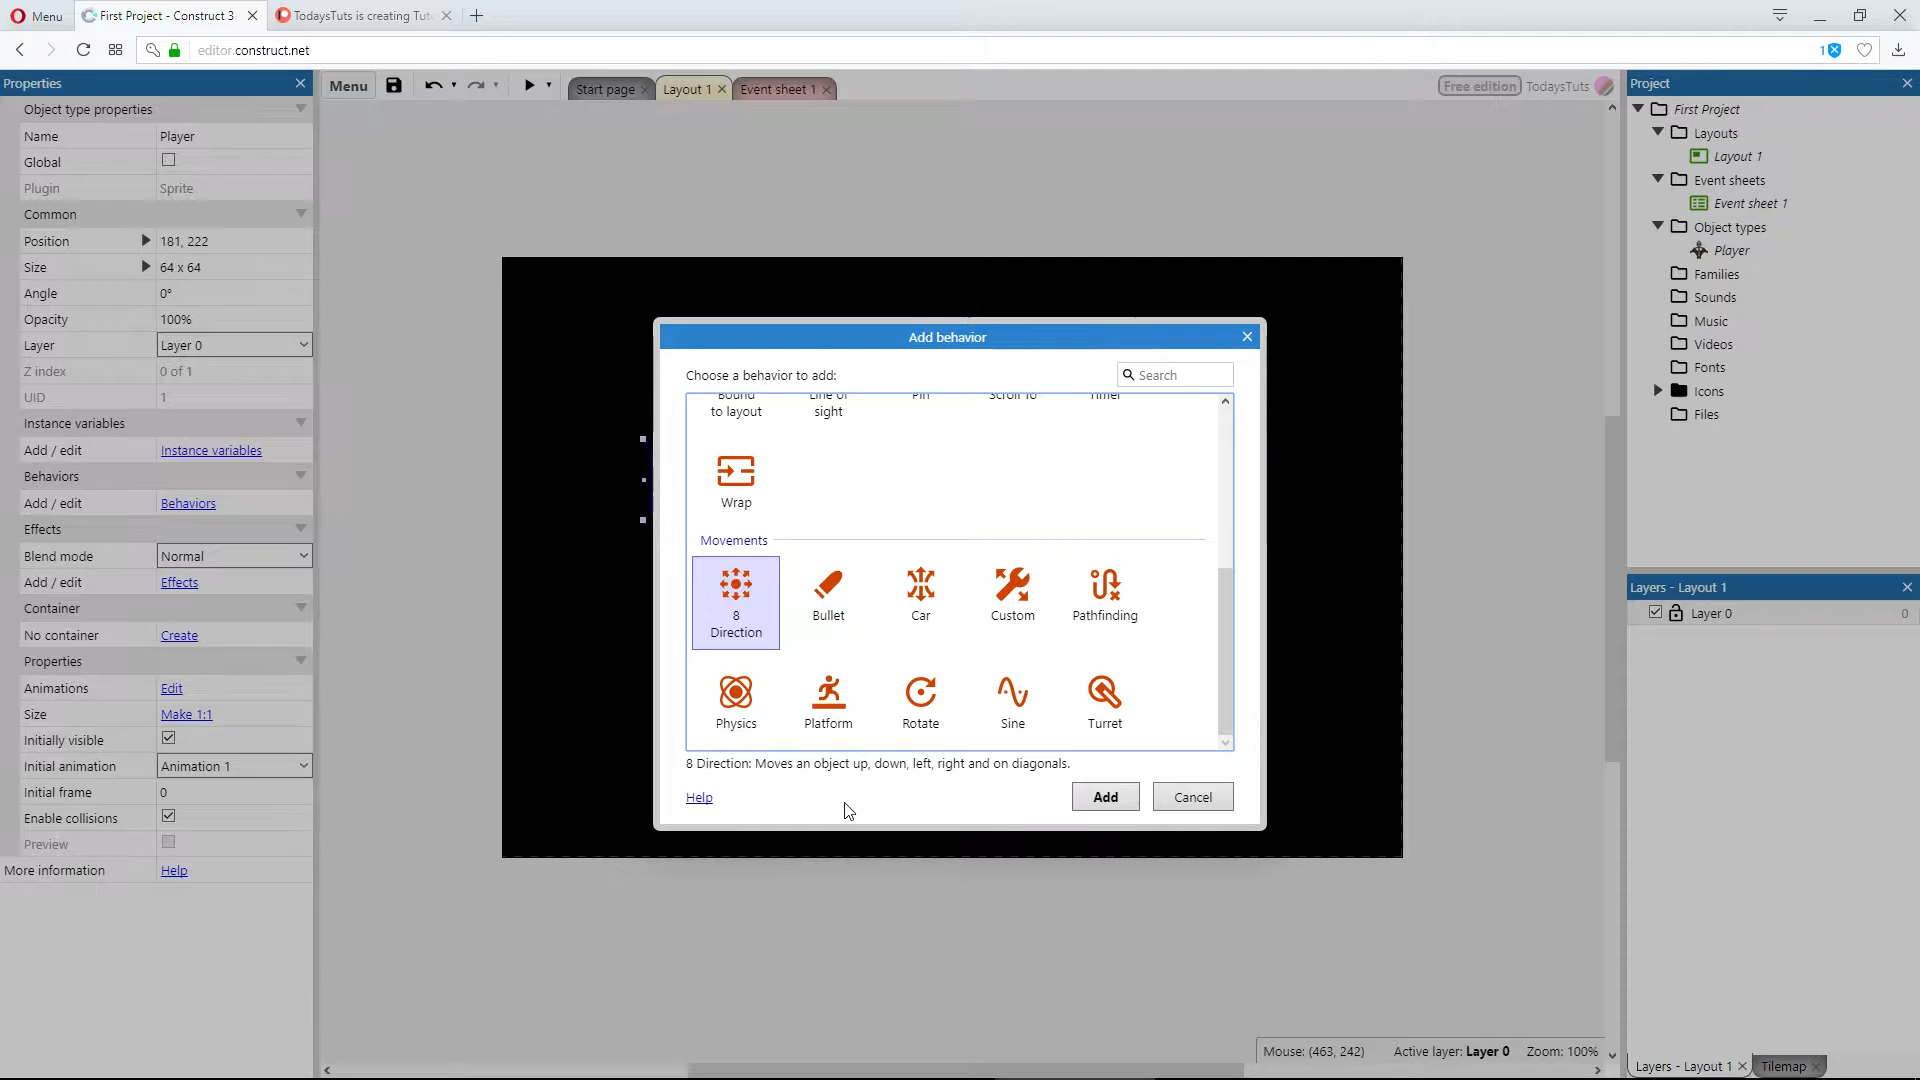 Menu
First Project - Construct 3
TodaysTuts is creating Tut
editor.construct.net
1
Properties
Object type properties
Name Player
Global
Plugin Sprite
Common
Position 181, 222
Size 64 x 64
Angle 0°
Opacity 100%
Layer Layer 0
Z index 0 of 1
UID 1
Instance variables
Add / edit Instance variables
Behaviors
Add / edit Behaviors
Effects
Blend mode Normal
Add / edit Effects
Container
No container Create
Properties
Animations Edit
Size Make 1:1
Initially visible
Initial animation Animation 1
Initial frame 0
Enable collisions
Preview
More information Help
Menu
Start page
Layout 1
Event sheet 1
Free edition TodaysTuts
Add behavior
Choose a behavior to add:
Search
Bound
to layout
Line of
sight
Pin
Scroll To
Timer
Wrap
Movements
8
Direction
Bullet
Car
Custom
Pathfinding
Physics
Platform
Rotate
Sine
Turret
8 Direction: Moves an object up, down, left, right and on diagonals.
Help
Add
Cancel
Mouse: (463, 242) Active layer: Layer 0 Zoom: 100%
Project
First Project
Layouts
Layout 1
Event sheets
Event sheet 1
Object types
Player
Families
Sounds
Music
Videos
Fonts
Icons
Files
Layers - Layout 1
Layer 0 0
Layers - Layout 1
Tilemap